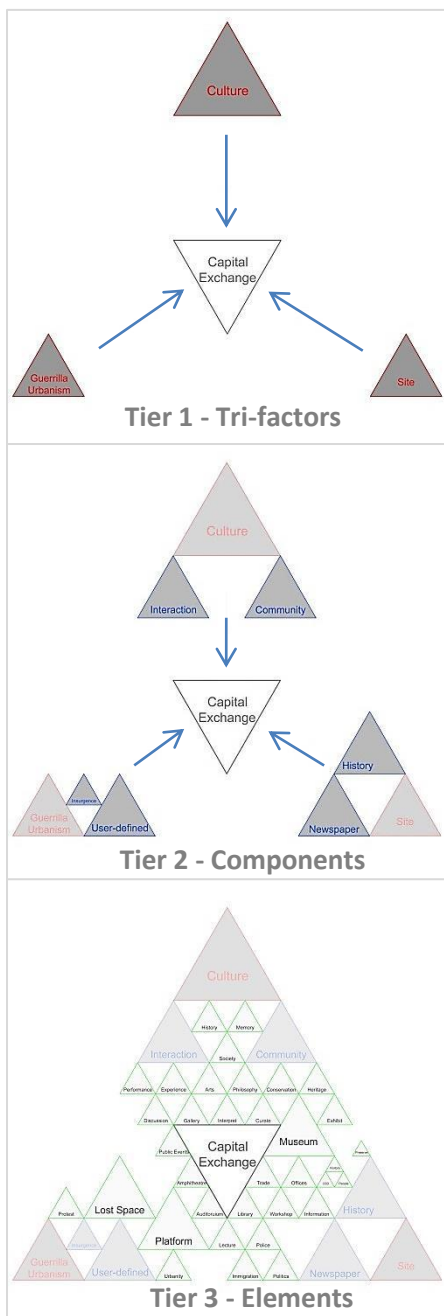 Culture
Capital
Exchange
Guerrilla
Urbanism
Site
Tier 1 - Tri-factors
Culture
Interaction
Community
Capital
Exchange
History
Insurgence
Guerrilla
Urbanism
User-defined
Newspaper
Site
Tier 2 - Components
Culture
History Memory
Interaction
Community
Society
Performance Experience Arts Philosophy Conservation Heritage
Discussion Gallery Interpret Curate Exhibit
Public Events
Capital
Exchange
Museum
Amphitheatre
Trade Offices
Protest
Lost Space
Auditorium Library Workshop Information
History
Platform
Guerrilla
Urbanism
User-defined
Lecture Police
Urbanity
Immigration Politics
Newspaper
Site
Tier 3 - Elements